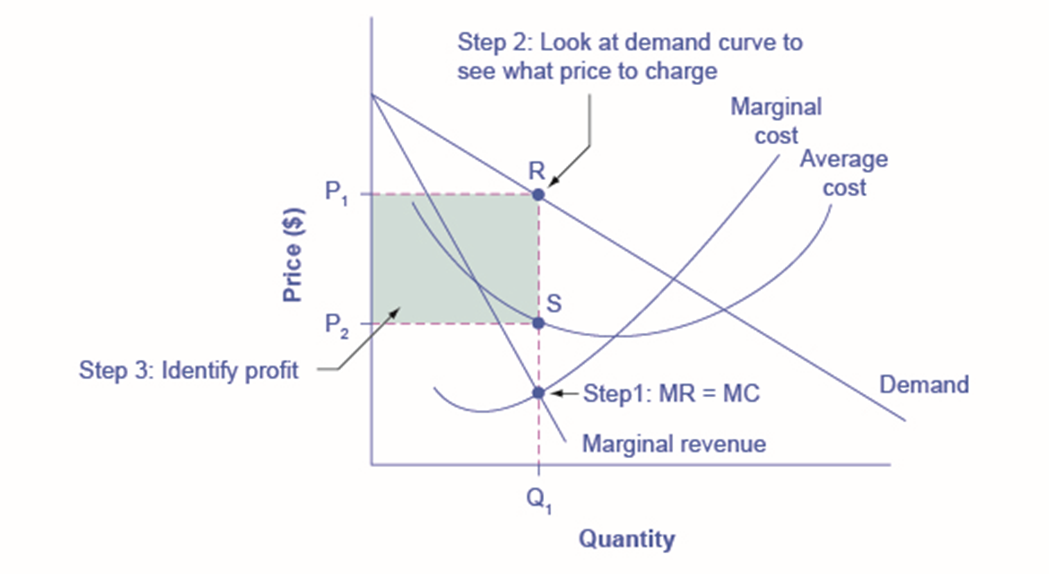 Step 2: Look at demand curve to
see what price to charge
Marginal
cost
Average
cost
R
P₁
Price ($)
S
P₂
Step 3: Identify profit
Step1: MR = MC
Demand
Marginal revenue
Q₁
Quantity